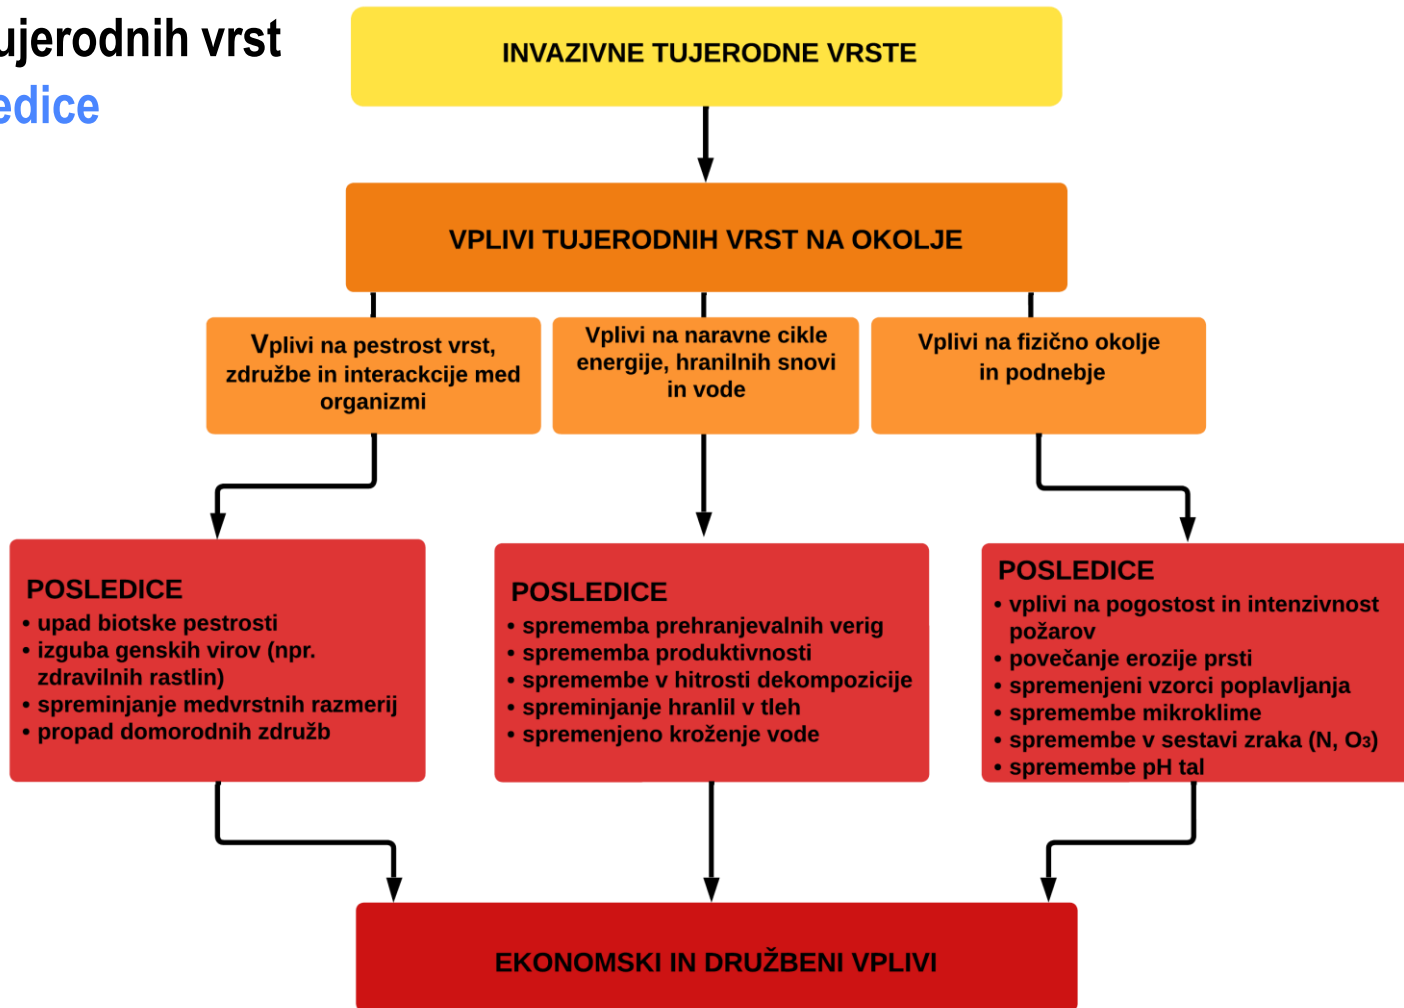 ujerodnih vrst
edice
INVAZIVNE TUJERODNE VRSTE
VPLIVI TUJERODNIH VRST NA OKOLJE
Vplivi na pestrost vrst,
združbe in interackcije med
organizmi
Vplivi na naravne cikle
energije, hranilnih snovi
in vode
Vplivi na fizično okolje
in podnebje
POSLEDICE
• upad biotske pestrosti
• izguba genskih virov (npr.
zdravilnih rastlin)
• spreminjanje medvrstnih razmerij
• propad domorodnih združb
POSLEDICE
• sprememba prehranjevalnih verig
• sprememba produktivnosti
• spremembe v hitrosti dekompozicije
• spreminjanje hranlil v tleh
• spremenjeno kroženje vode
POSLEDICE
• vplivi na pogostost in intenzivnost
požarov
• povečanje erozije prsti
• spremenjeni vzorci poplavljanja
• spremembe mikroklime
• spremembe v sestavi zraka (N, O₃)
• spremembe pH tal
EKONOMSKI IN DRUŽBENI VPLIVI